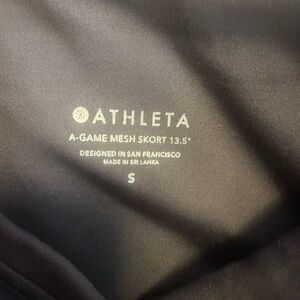 ATHLETA
A-GAME MESH SKORT 13.5"
DESIGNED IN SAN FRANCISCO
MADE IN SRI LANKA
S